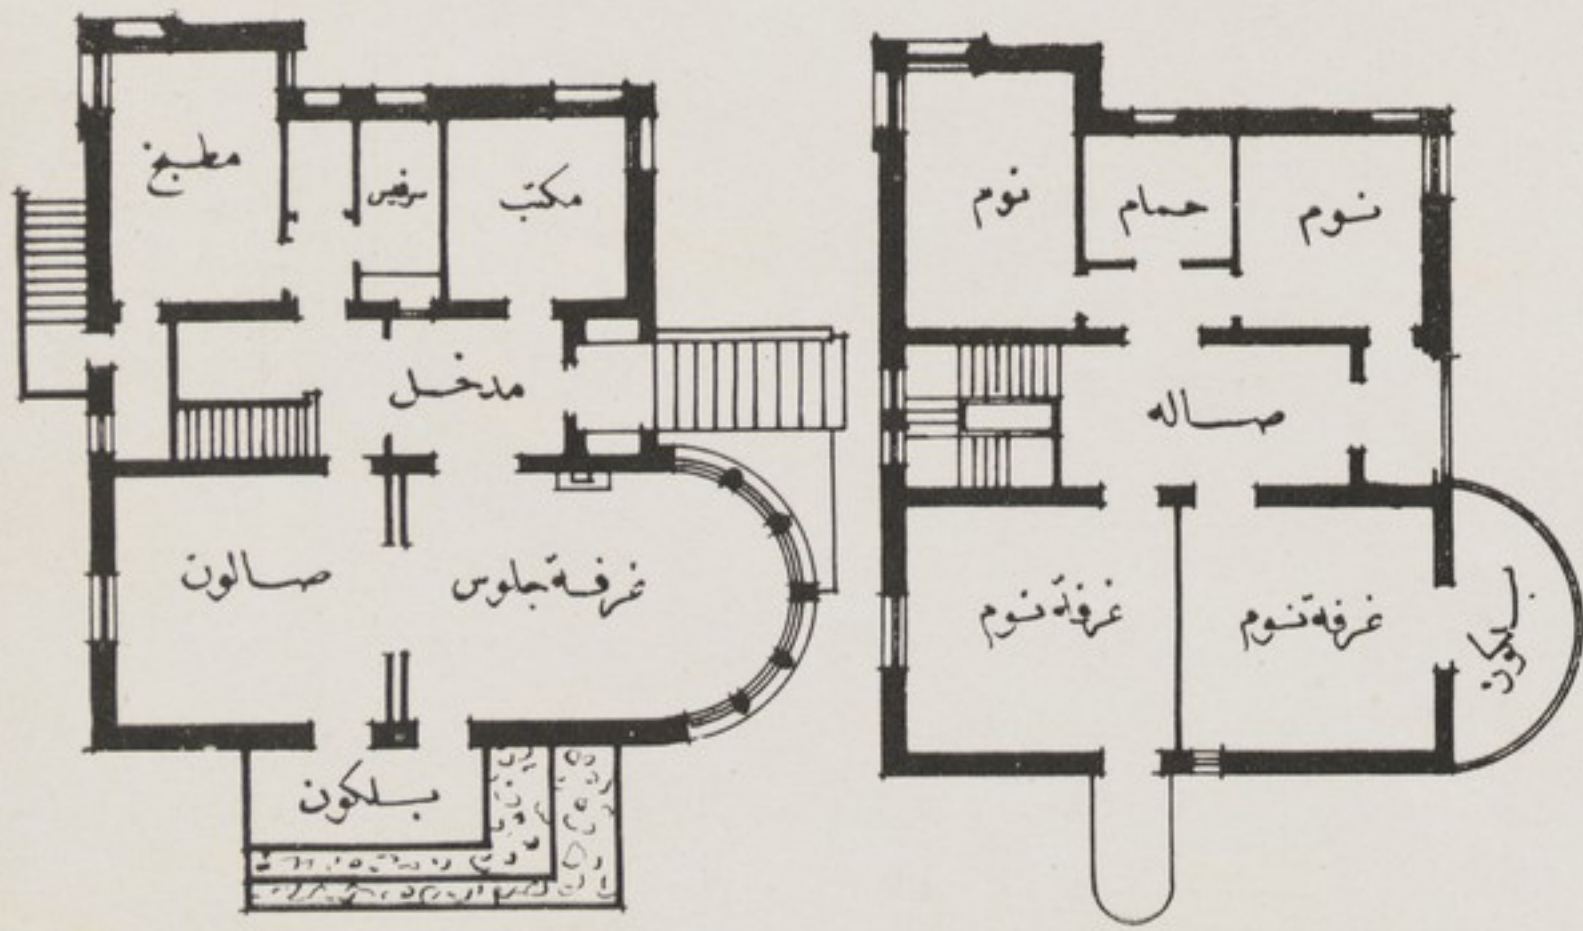 مطبخ
سرفيس
مكتب
مدخل
صالون
غرفة جلوس
بلكون
نوم
حمام
نوم
صاله
غرفة نوم
غرفة نوم
بلكون